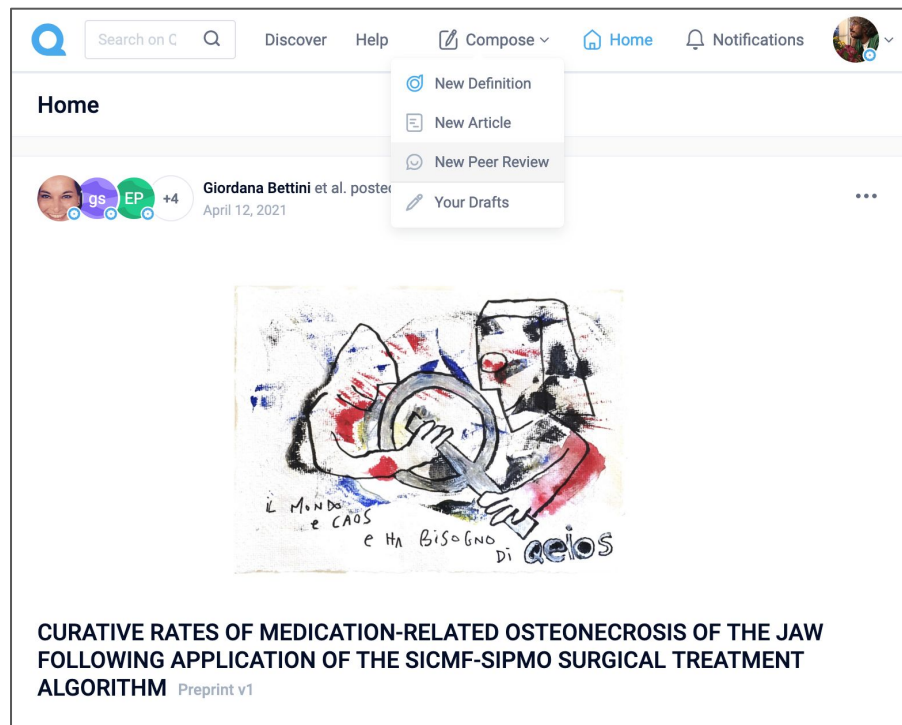 Search on Q
Discover
Help
Compose
Home
Notifications
New Definition
New Article
New Peer Review
Your Drafts
Home
gs
EP
+4
Giordana Bettini et al. posted
April 12, 2021
iL MONDO
e CAOS
e HA BiSOGNO
Di Qeios
CURATIVE RATES OF MEDICATION-RELATED OSTEONECROSIS OF THE JAW
FOLLOWING APPLICATION OF THE SICMF-SIPMO SURGICAL TREATMENT
ALGORITHM Preprint v1